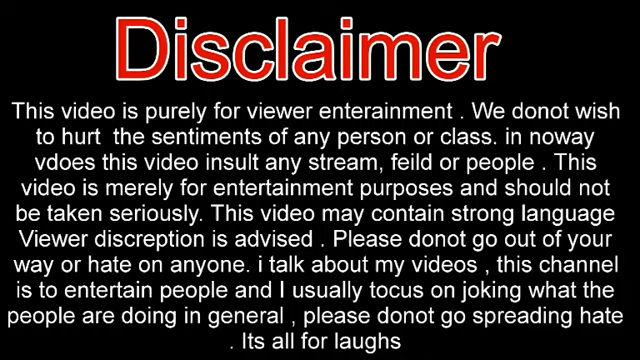 Disclaimer
This video is purely for viewer enterainment . We donot wish
to hurt the sentiments of any person or class. in noway
vdoes this video insult any stream, feild or people . This
video is merely for entertainment purposes and should not
be taken seriously. This video may contain strong language
Viewer discreption is advised . Please donot go out of your
way or hate on anyone. i talk about my videos , this channel
is to entertain people and I usually tocus on joking what the
people are doing in general , please donot go spreading hate
. Its all for laughs